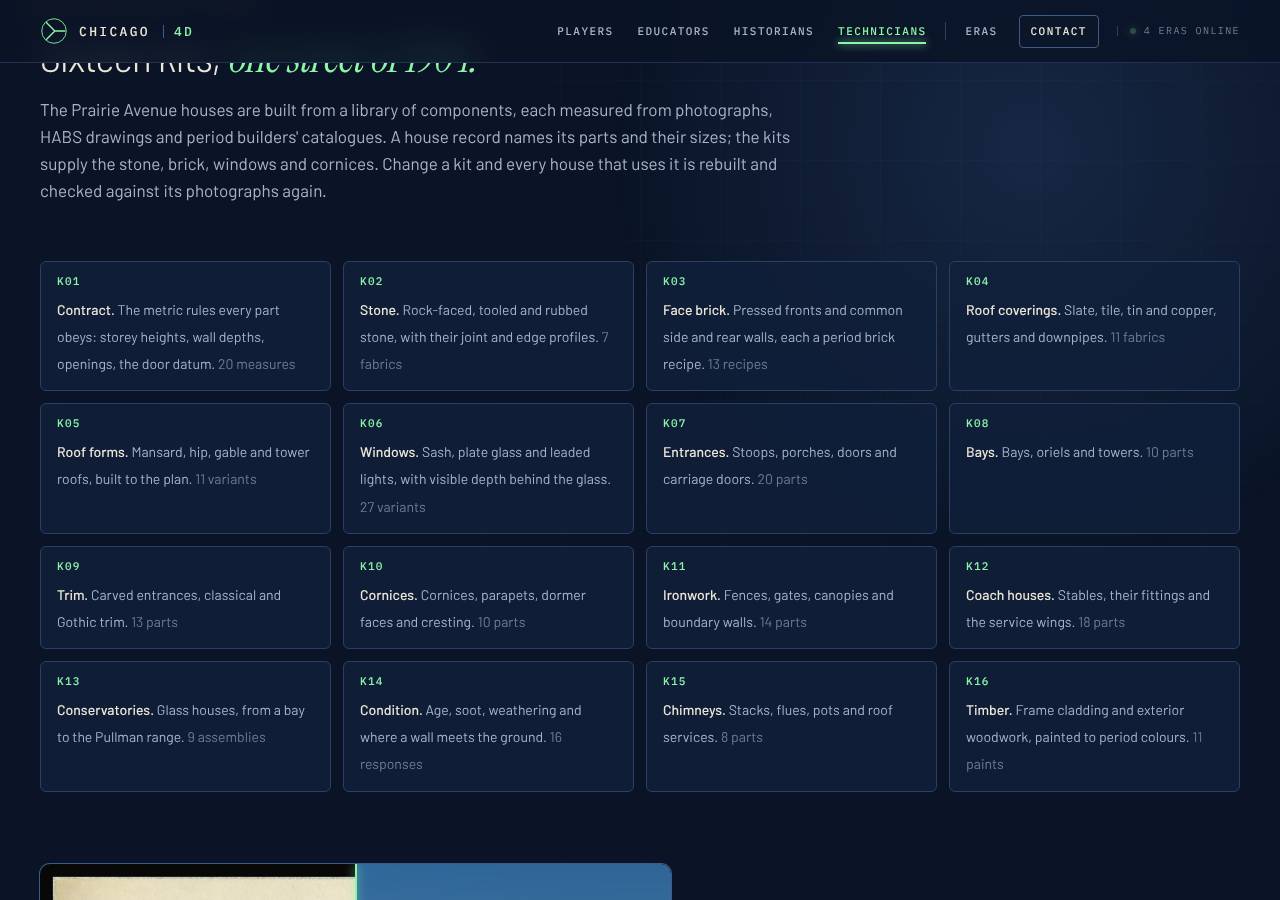 CHICAGO | 4D
PLAYERS EDUCATORS HISTORIANS TECHNICIANS ERAS CONTACT 4 ERAS ONLINE
Sixteen kits, one street of 1904.
The Prairie Avenue houses are built from a library of components, each measured from photographs,
HABS drawings and period builders' catalogues. A house record names its parts and their sizes; the kits
supply the stone, brick, windows and cornices. Change a kit and every house that uses it is rebuilt and
checked against its photographs again.
K01
Contract. The metric rules every part
obeys: storey heights, wall depths,
openings, the door datum. 20 measures
K02
Stone. Rock-faced, tooled and rubbed
stone, with their joint and edge profiles. 7
fabrics
K03
Face brick. Pressed fronts and common
side and rear walls, each a period brick
recipe. 13 recipes
K04
Roof coverings. Slate, tile, tin and copper,
gutters and downpipes. 11 fabrics
K05
Roof forms. Mansard, hip, gable and tower
roofs, built to the plan. 11 variants
K06
Windows. Sash, plate glass and leaded
lights, with visible depth behind the glass.
27 variants
K07
Entrances. Stoops, porches, doors and
carriage doors. 20 parts
K08
Bays. Bays, oriels and towers. 10 parts
K09
Trim. Carved entrances, classical and
Gothic trim. 13 parts
K10
Cornices. Cornices, parapets, dormer
faces and cresting. 10 parts
K11
Ironwork. Fences, gates, canopies and
boundary walls. 14 parts
K12
Coach houses. Stables, their fittings and
the service wings. 18 parts
K13
Conservatories. Glass houses, from a bay
to the Pullman range. 9 assemblies
K14
Condition. Age, soot, weathering and
where a wall meets the ground. 16
responses
K15
Chimneys. Stacks, flues, pots and roof
services. 8 parts
K16
Timber. Frame cladding and exterior
woodwork, painted to period colours. 11
paints